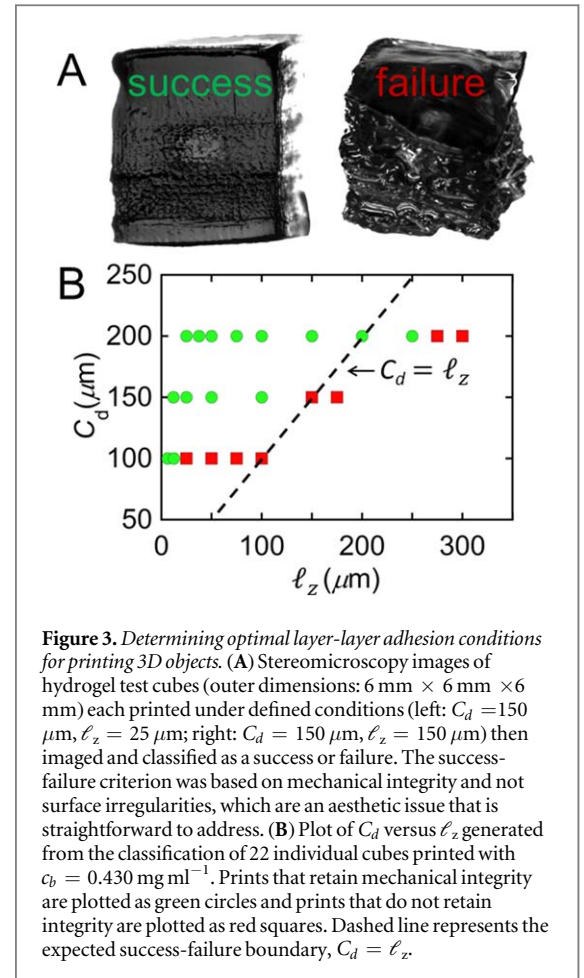 A
success
failure
B
250
200
150
100
50
C_d (μm)
← C_d = ℓ_z
0
100
200
300
ℓ_z (μm)
Figure 3. Determining optimal layer-layer adhesion conditions
for printing 3D objects. (A) Stereomicroscopy images of
hydrogel test cubes (outer dimensions: 6 mm × 6 mm ×6
mm) each printed under defined conditions (left: C_d =150
μm, ℓ_z = 25 μm; right: C_d = 150 μm, ℓ_z = 150 μm) then
imaged and classified as a success or failure. The success-
failure criterion was based on mechanical integrity and not
surface irregularities, which are an aesthetic issue that is
straightforward to address. (B) Plot of C_d versus ℓ_z generated
from the classification of 22 individual cubes printed with
c_b = 0.430 mg ml⁻¹. Prints that retain mechanical integrity
are plotted as green circles and prints that do not retain
integrity are plotted as red squares. Dashed line represents the
expected success-failure boundary, C_d = ℓ_z.